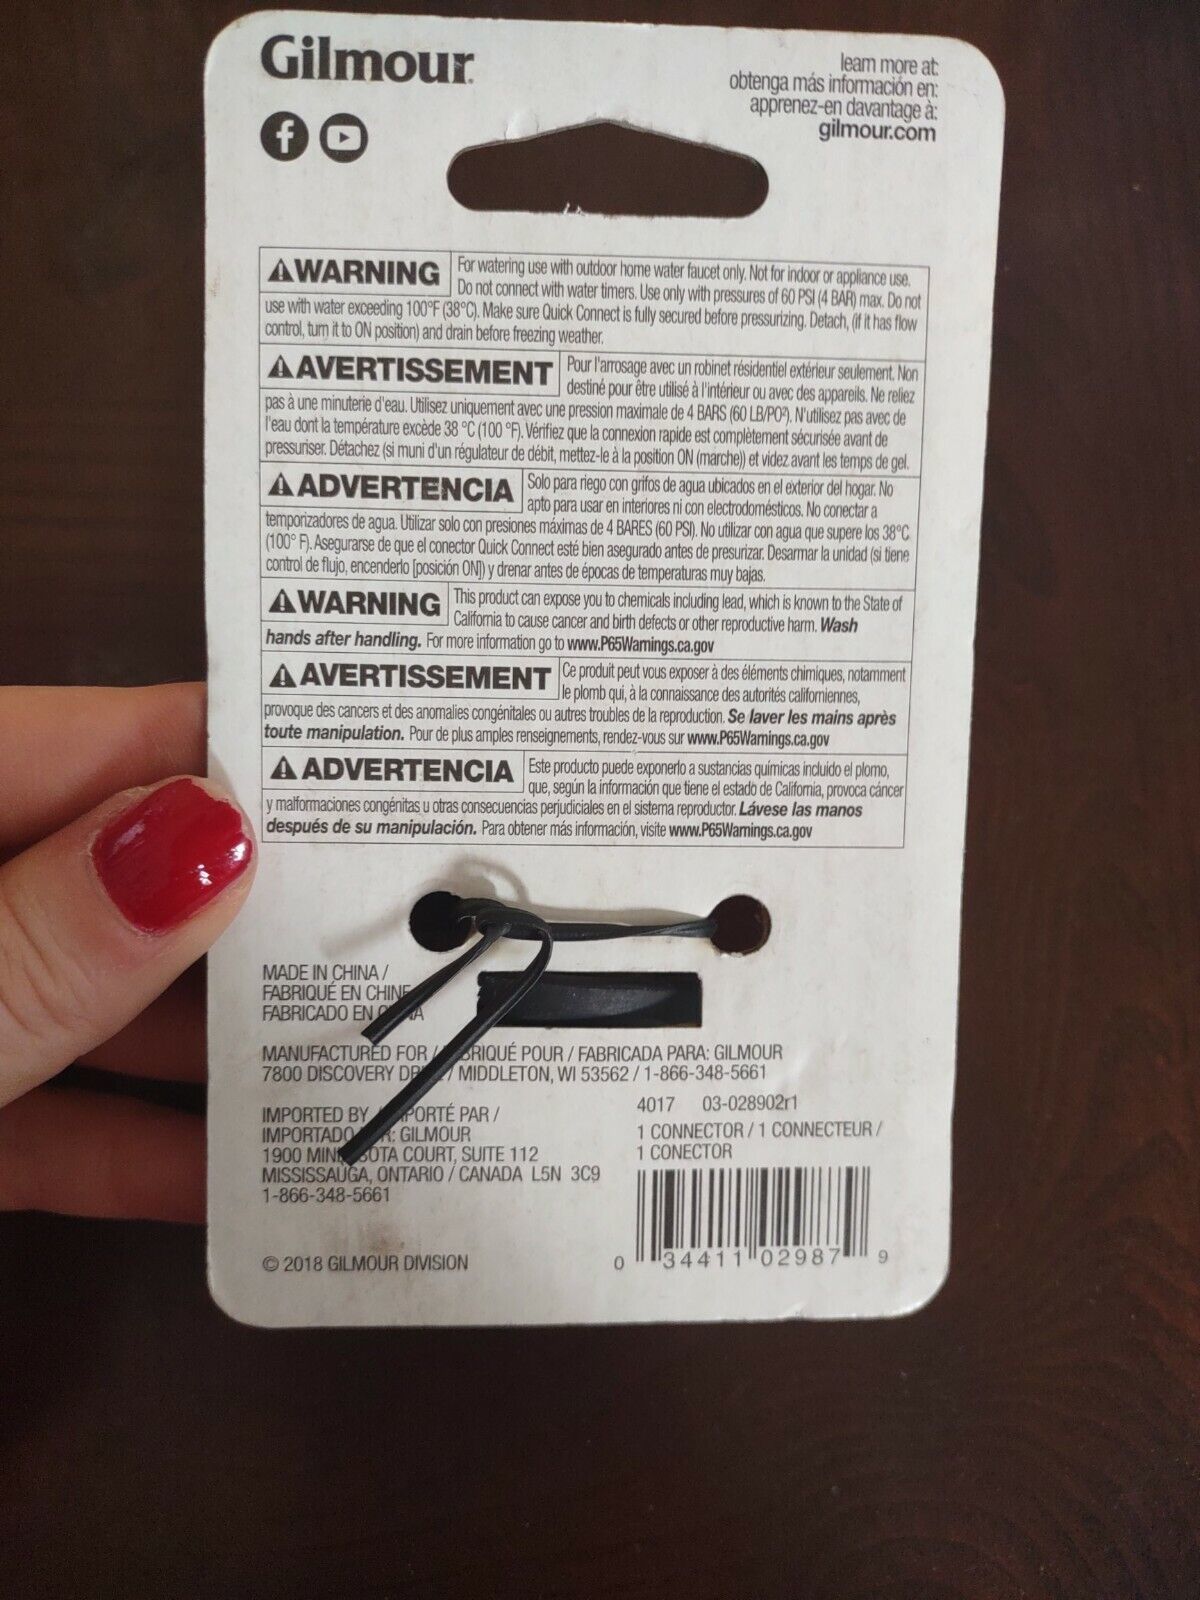 Gilmour
learn more at:
obtenga más información en:
apprenez-en davantage à:
gilmour.com
WARNING For watering use with outdoor home water faucet only. Not for indoor or appliance use.
Do not connect with water timers. Use only with pressures of 60 PSI (4 BAR) max. Do not
use with water exceeding 100°F (38°C). Make sure Quick Connect is fully secured before pressurizing. Detach, (if it has flow
control, turn it to ON position) and drain before freezing weather.
AVERTISSEMENT Pour l'arrosage avec un robinet résidentiel extérieur seulement. Non
destiné pour être utilisé à l'intérieur ou avec des appareils. Ne reliez
pas à une minuterie d'eau. Utilisez uniquement avec une pression maximale de 4 BARS (60 LB/PO²). N'utilisez pas avec de
l'eau dont la température excède 38 °C (100 °F). Vérifiez que la connexion rapide est complètement sécurisée avant de
pressuriser. Détachez (si muni d'un régulateur de débit, mettez-le à la position ON (marche)) et videz avant les temps de gel.
ADVERTENCIA Solo para riego con grifos de agua ubicados en el exterior del hogar. No
apto para usar en interiores ni con electrodomésticos. No conectar a
temporizadores de agua. Utilizar solo con presiones máximas de 4 BARES (60 PSI). No utilizar con agua que supere los 38°C
(100° F). Asegurarse de que el conector Quick Connect esté bien asegurado antes de presurizar. Desarmar la unidad (si tiene
control de flujo, encenderlo [posición ON]) y drenar antes de épocas de temperaturas muy bajas.
WARNING This product can expose you to chemicals including lead, which is known to the State of
California to cause cancer and birth defects or other reproductive harm. Wash
hands after handling. For more information go to www.P65Warnings.ca.gov
AVERTISSEMENT Ce produit peut vous exposer à des éléments chimiques, notamment
le plomb qui, à la connaissance des autorités californiennes,
provoque des cancers et des anomalies congénitales ou autres troubles de la reproduction. Se laver les mains après
toute manipulation. Pour de plus amples renseignements, rendez-vous sur www.P65Warnings.ca.gov
ADVERTENCIA Este producto puede exponerlo a sustancias químicas incluido el plomo,
que, según la información que tiene el estado de California, provoca cáncer
y malformaciones congénitas u otras consecuencias perjudiciales en el sistema reproductor. Lávese las manos
después de su manipulación. Para obtener más información, visite www.P65Warnings.ca.gov
MADE IN CHINA /
FABRIQUÉ EN CHINE
FABRICADO EN
MANUFACTURED FOR / POUR / FABRICADA PARA: GILMOUR
7800 DISCOVERY / MIDDLETON, WI 53562 / 1-866-348-5661
IMPORTED BY PAR /
GILMOUR
1900 COURT, SUITE 112
MISSISSAUGA, ONTARIO / CANADA L5N 3C9
1-866-348-5661
4017 03-028902r1
1 CONNECTOR / 1 CONNECTEUR /
1 CONECTOR
© 2018 GILMOUR DIVISION
0 34411 02987 9